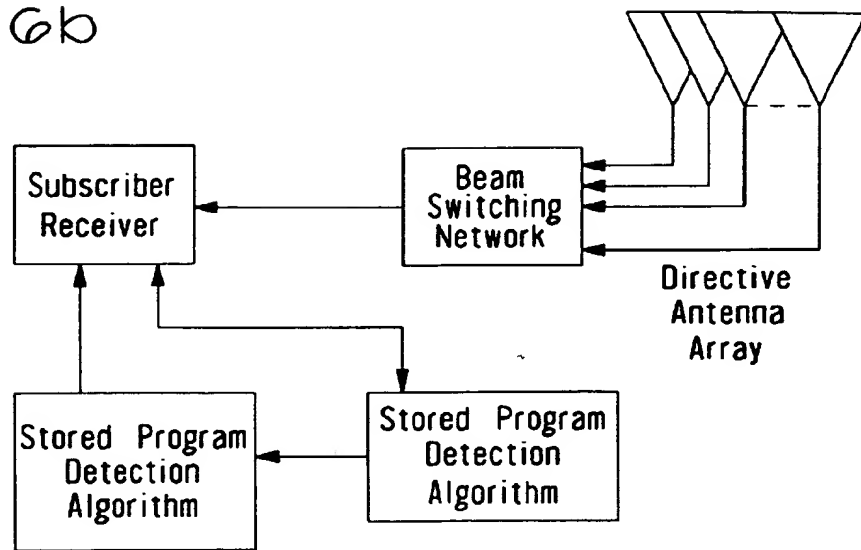 6b
Subscriber
Receiver
Beam
Switching
Network
Directive
Antenna
Array
Stored Program
Detection
Algorithm
Stored Program
Detection
Algorithm